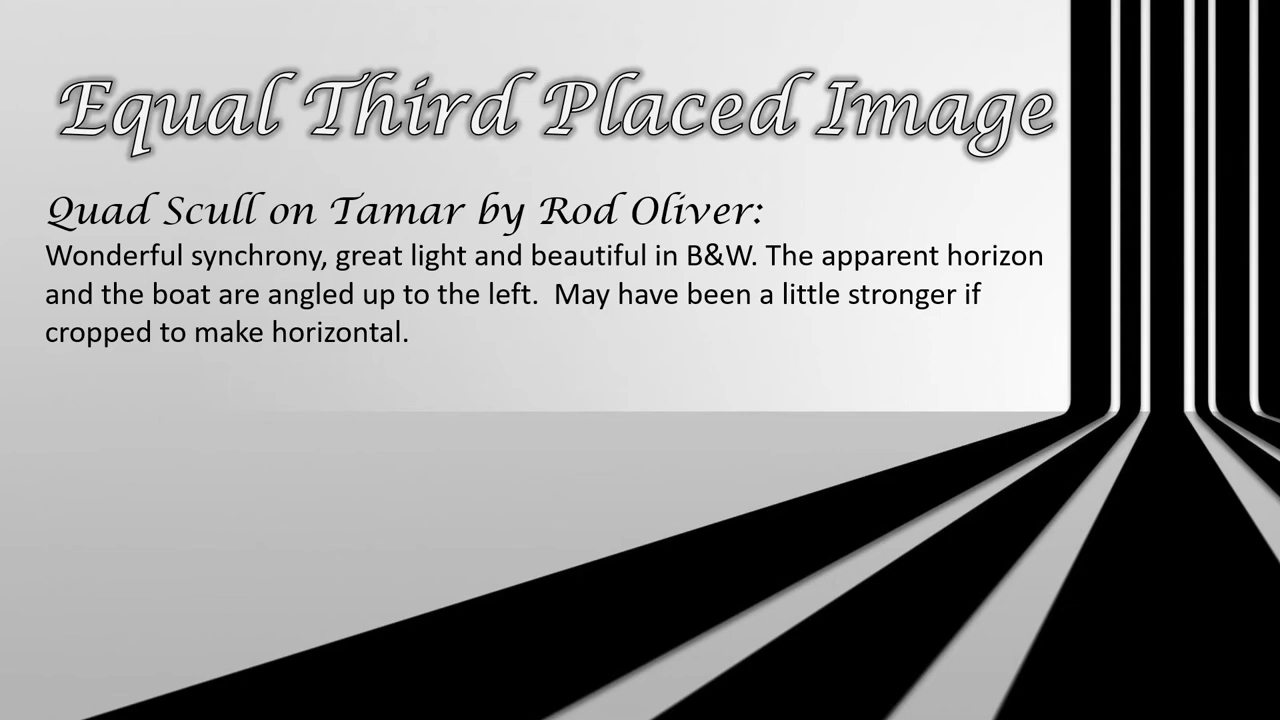 Equal Third Placed Image
Quad Scull on Tamar by Rod Oliver:
Wonderful synchrony, great light and beautiful in B&W. The apparent horizon
and the boat are angled up to the left.  May have been a little stronger if
cropped to make horizontal.